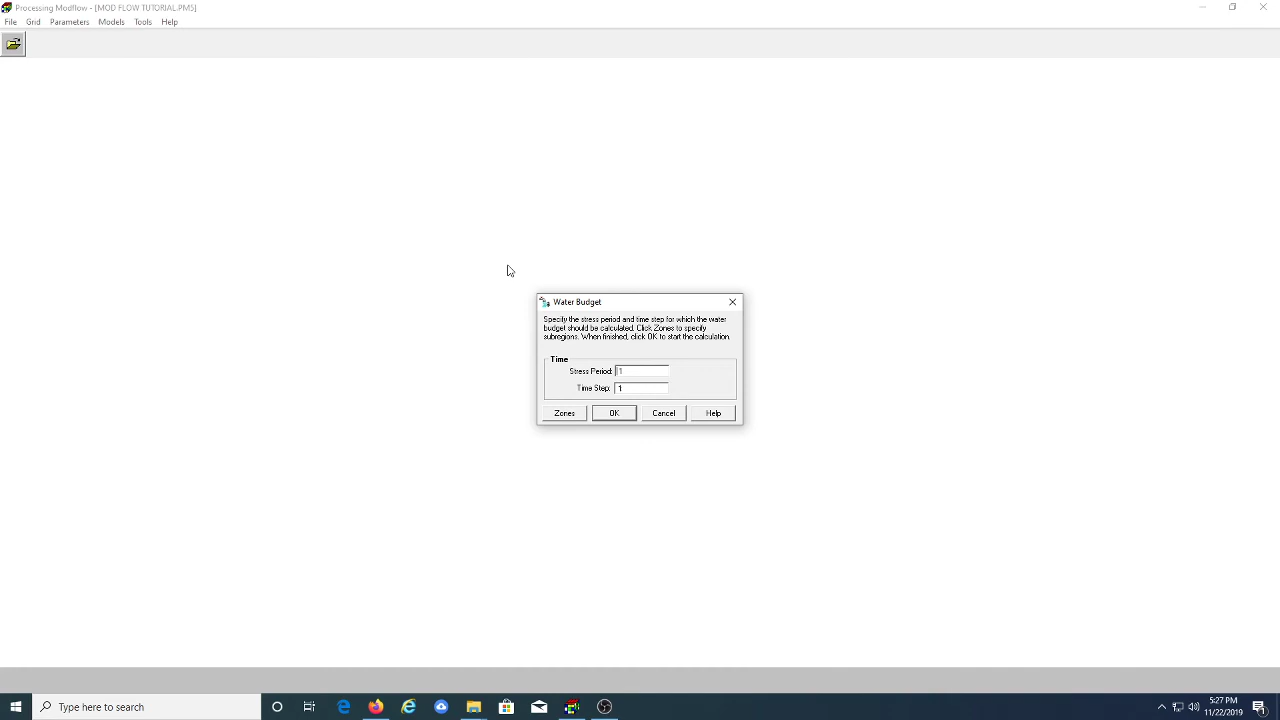 Processing Modflow - [MOD FLOW TUTORIAL.PM5]
File Grid Parameters Models Tools Help
Water Budget
Specify the stress period and time step for which the water
budget should be calculated. Click Zones to specify
subregions. When finished, click OK to start the calculation.
Time
Stress Period: 1
Time Step: 1
Zones OK Cancel Help
Type here to search
5:27 PM
11/22/2019